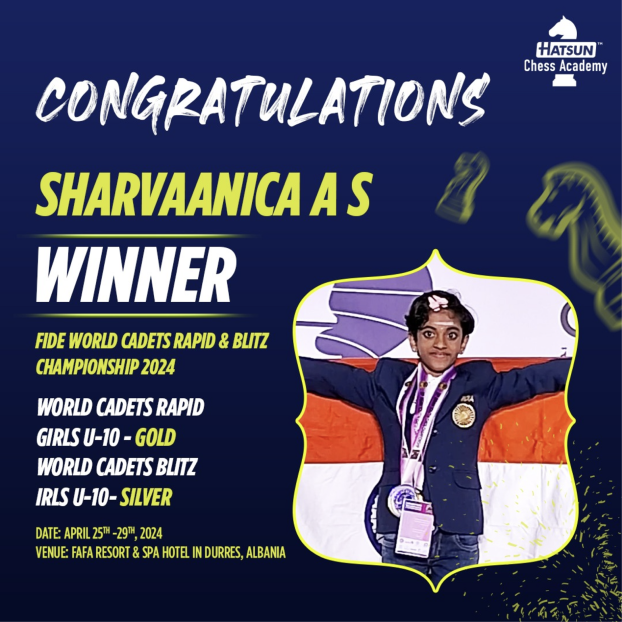 HATSUN™
Chess Academy
CONGRATULATIONS
SHARVAANICA A S
WINNER
FIDE WORLD CADETS RAPID & BLITZ
CHAMPIONSHIP 2024
WORLD CADETS RAPID
GIRLS U-10 - GOLD
WORLD CADETS BLITZ
IRLS U-10- SILVER
DATE: APRIL 25TH -29TH, 2024
VENUE: FAFA RESORT & SPA HOTEL IN DURRES, ALBANIA